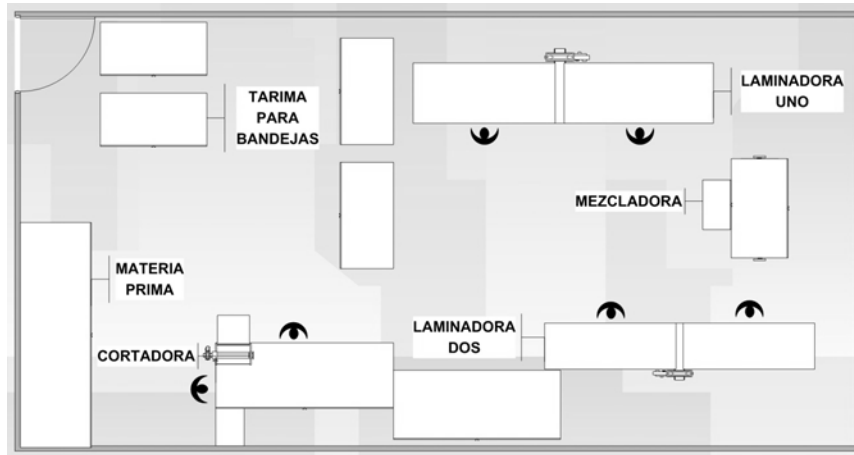 LAMINADORA
UNO
TARIMA
PARA
BANDEJAS
MEZCLADORA
MATERIA
PRIMA
LAMINADORA
DOS
CORTADORA